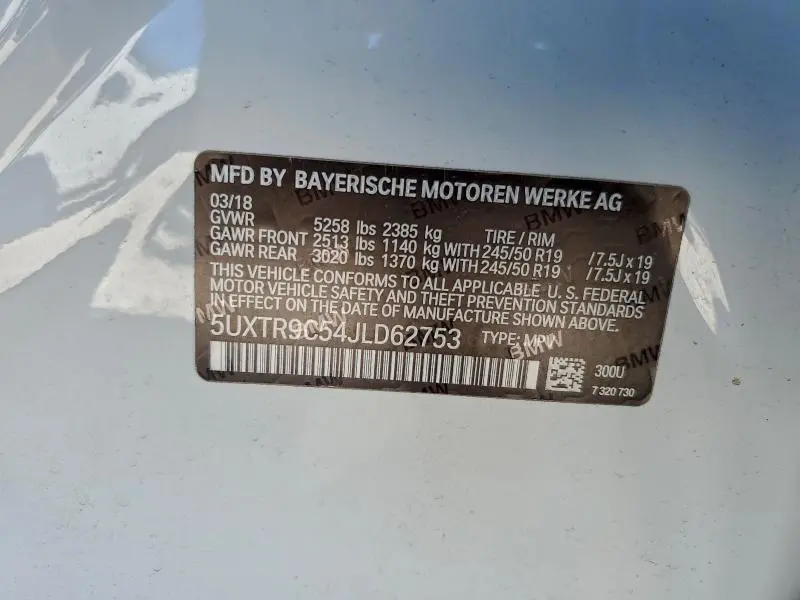 MFD BY BAYERISCHE MOTOREN WERKE AG
03/18
GVWR 5258 lbs 2385 kg TIRE / RIM
GAWR FRONT 2513 lbs 1140 kg WITH 245/50 R19 /7.5J x 19
GAWR REAR 3020 lbs 1370 kg WITH 245/50 R19 /7.5J x 19
THIS VEHICLE CONFORMS TO ALL APPLICABLE U.S. FEDERAL
MOTOR VEHICLE SAFETY AND THEFT PREVENTION STANDARDS
IN EFFECT ON THE DATE OF MANUFACTURE SHOWN ABOVE.
5UXTR9C54JLD62753 TYPE: MPV
300U
7 320 730